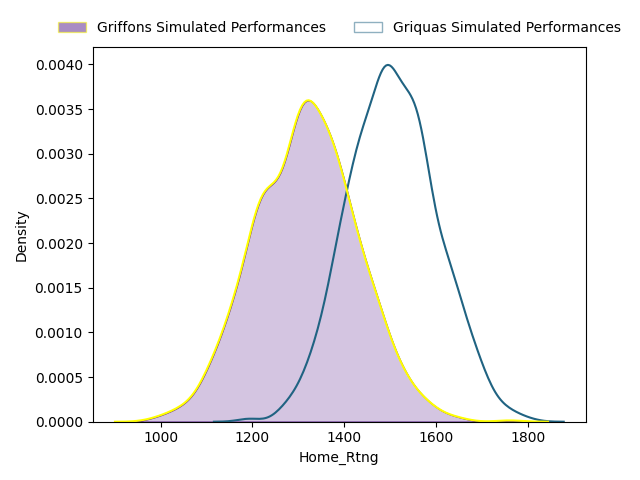 Griffons Simulated Performances Griquas Simulated Performances
0.0040
0.0035
0.0030
0.0025
0.0020
0.0015
0.0010
0.0005
0.0000
Density
1000 1200 1400 1600 1800
Home_Rtng